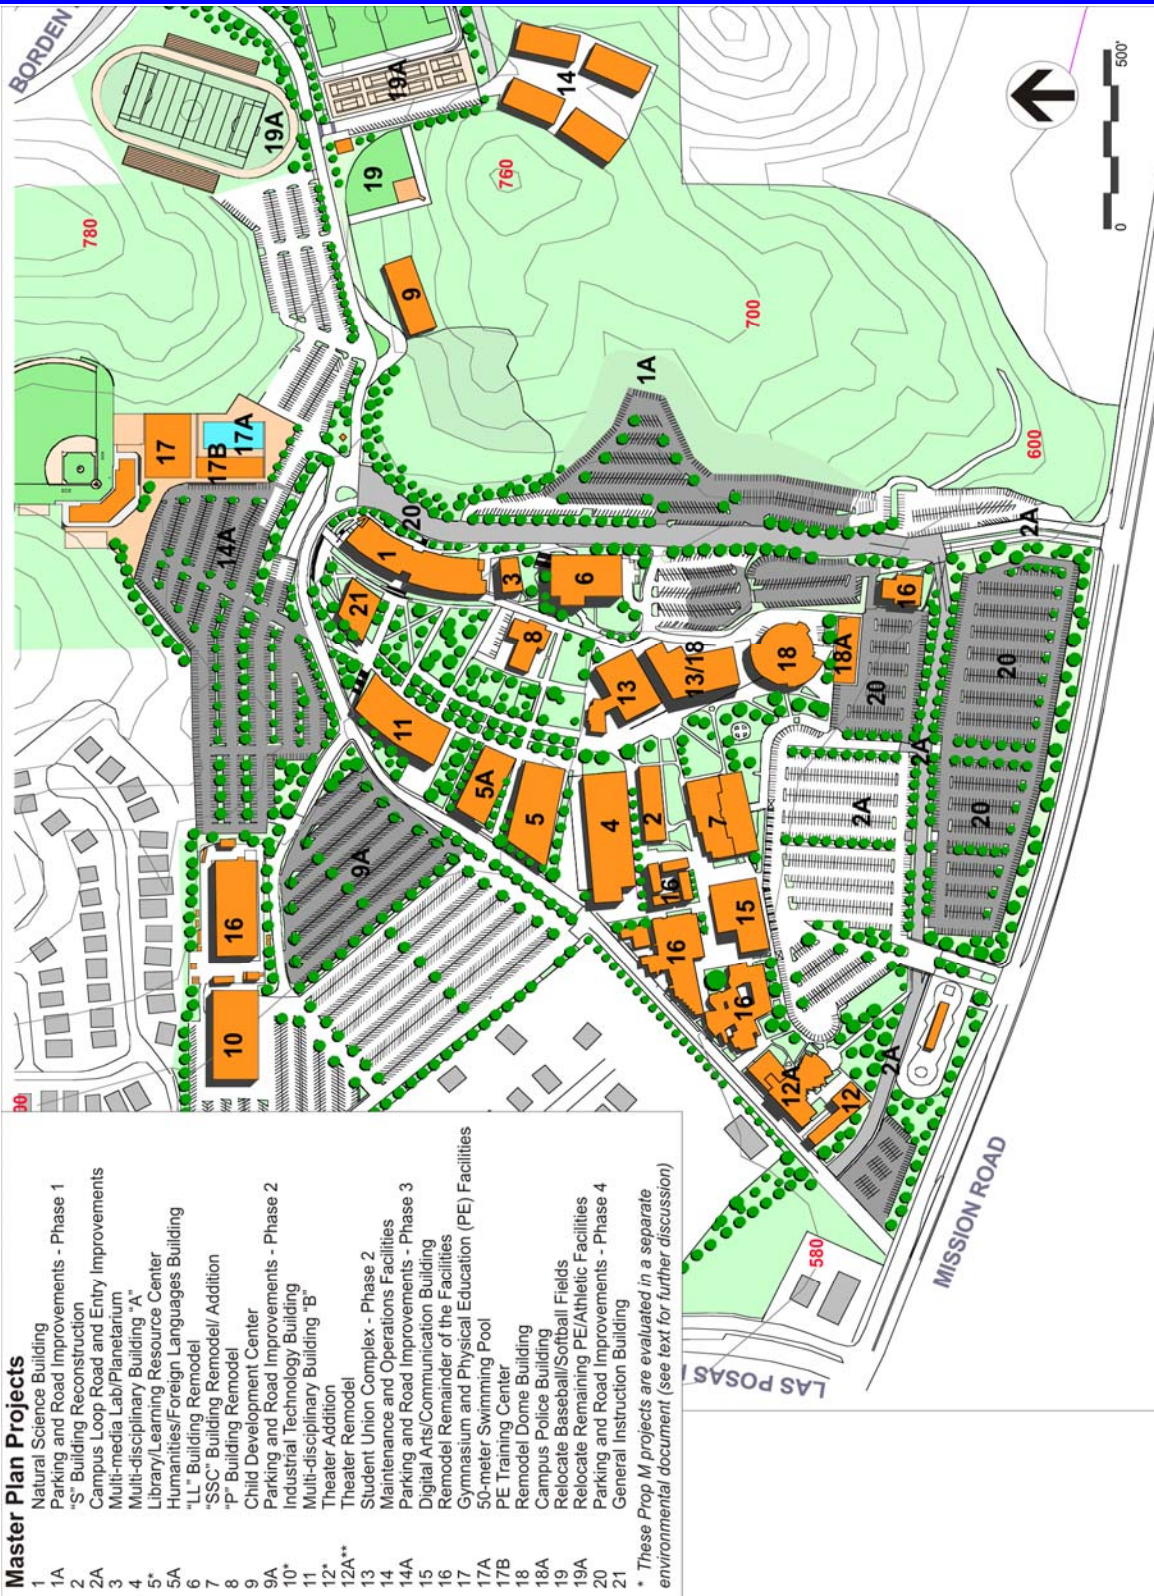 Master Plan Projects
1 Natural Science Building
1A Parking and Road Improvements - Phase 1
2 "S" Building Reconstruction
2A Campus Loop Road and Entry Improvements
3 Multi-media Lab/Planetarium
4 Multi-disciplinary Building "A"
5* Library/Learning Resource Center
5A Humanities/Foreign Languages Building
6 "LL" Building Remodel
7 "SSC" Building Remodel/ Addition
8 "P" Building Remodel
9 Child Development Center
9A Parking and Road Improvements - Phase 2
10* Industrial Technology Building
11 Multi-disciplinary Building "B"
12* Theater Addition
12A** Theater Remodel
13 Student Union Complex - Phase 2
14 Maintenance and Operations Facilities
14A Parking and Road Improvements - Phase 3
15 Digital Arts/Communication Building
16 Remodel Remainder of the Facilities
17 Gymnasium and Physical Education (PE) Facilities
17A 50-meter Swimming Pool
17B PE Training Center
18 Remodel Dome Building
18A Campus Police Building
19 Relocate Baseball/Softball Fields
19A Relocate Remaining PE/Athletic Facilities
20 Parking and Road Improvements - Phase 4
21 General Instruction Building
* These Prop M projects are evaluated in a separate
environmental document (see text for further discussion)
BORDEN
19A
19A
14
780
19
760
9
17
17B
17A
14A
700
1A
20
1
21
3
6
600
2A
8
16
11
13
13/18
18
18A
20
20
5A
5
9A
4
2
7
2A
2A
20
16
16
15
10
16
16
12A
12
2A
00
580
LAS POSAS
MISSION ROAD
0
500'